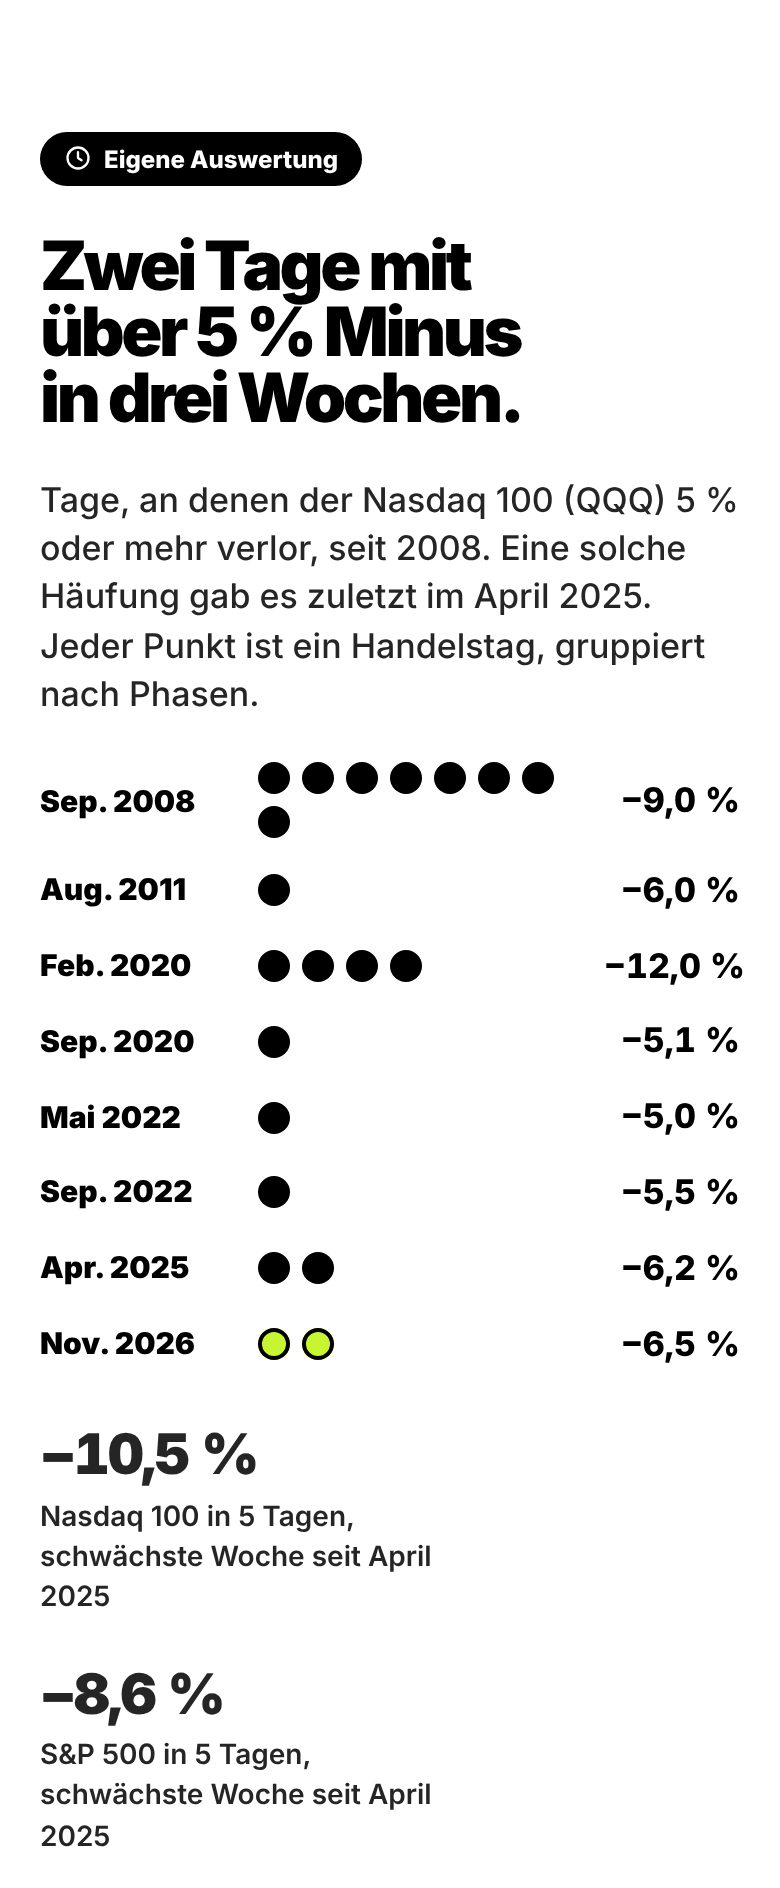 Eigene Auswertung
Zwei Tage mit
über 5 % Minus
in drei Wochen.
Tage, an denen der Nasdaq 100 (QQQ) 5 %
oder mehr verlor, seit 2008. Eine solche
Häufung gab es zuletzt im April 2025.
Jeder Punkt ist ein Handelstag, gruppiert
nach Phasen.
Sep. 2008 −9,0 %
Aug. 2011 −6,0 %
Feb. 2020 −12,0 %
Sep. 2020 −5,1 %
Mai 2022 −5,0 %
Sep. 2022 −5,5 %
Apr. 2025 −6,2 %
Nov. 2026 −6,5 %
−10,5 %
Nasdaq 100 in 5 Tagen,
schwächste Woche seit April
2025
−8,6 %
S&P 500 in 5 Tagen,
schwächste Woche seit April
2025